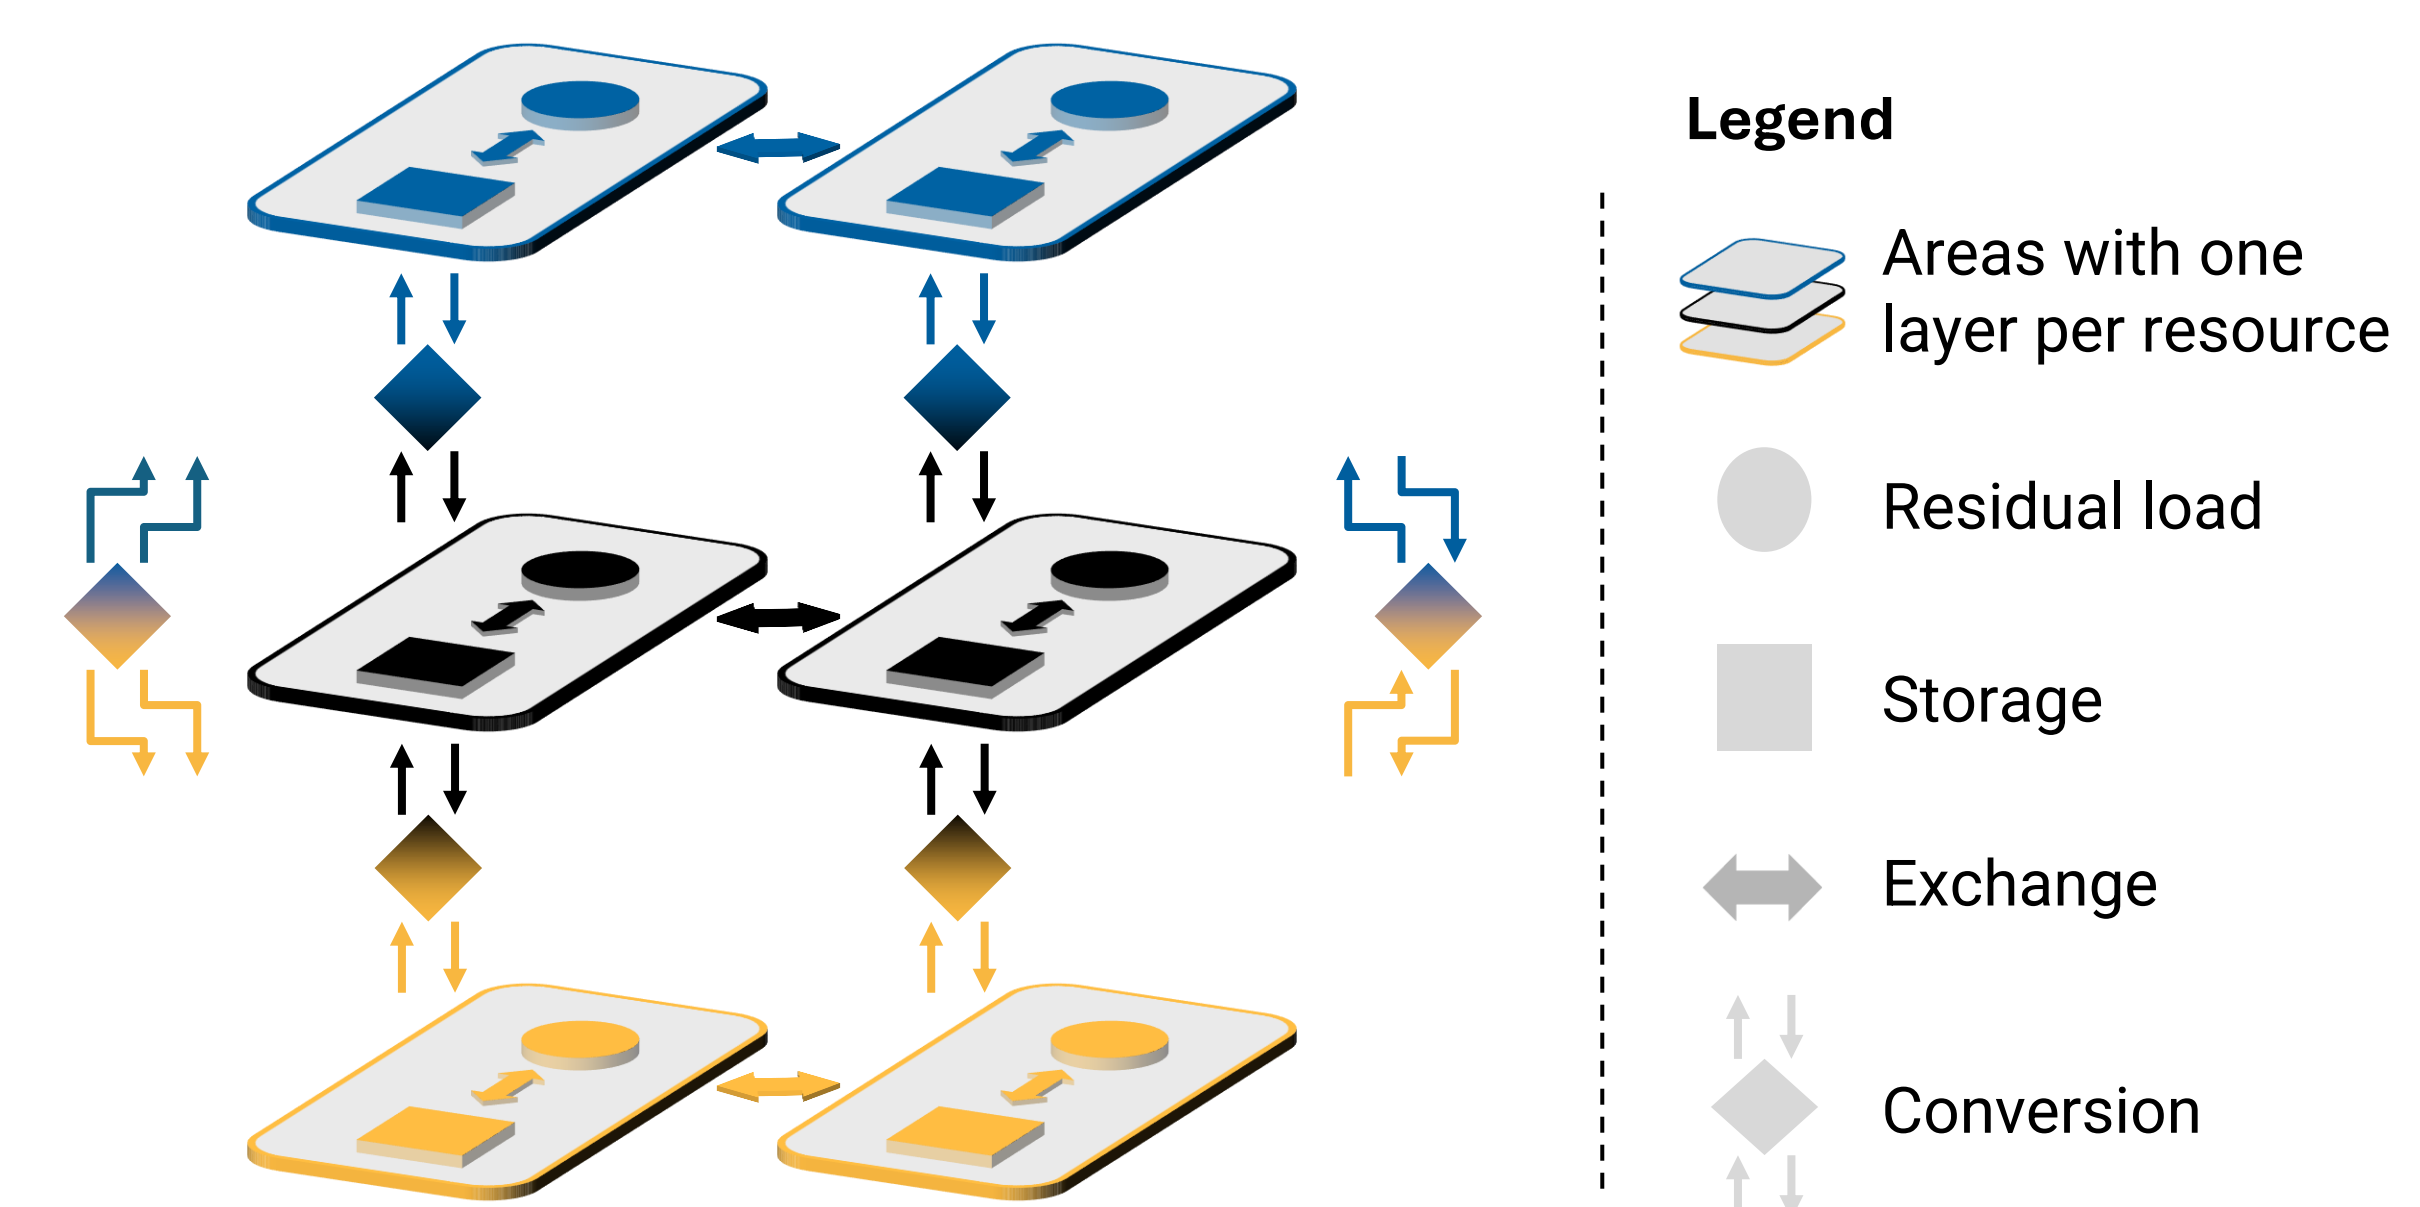 Legend
Areas with one
layer per resource
Residual load
Storage
Exchange
Conversion